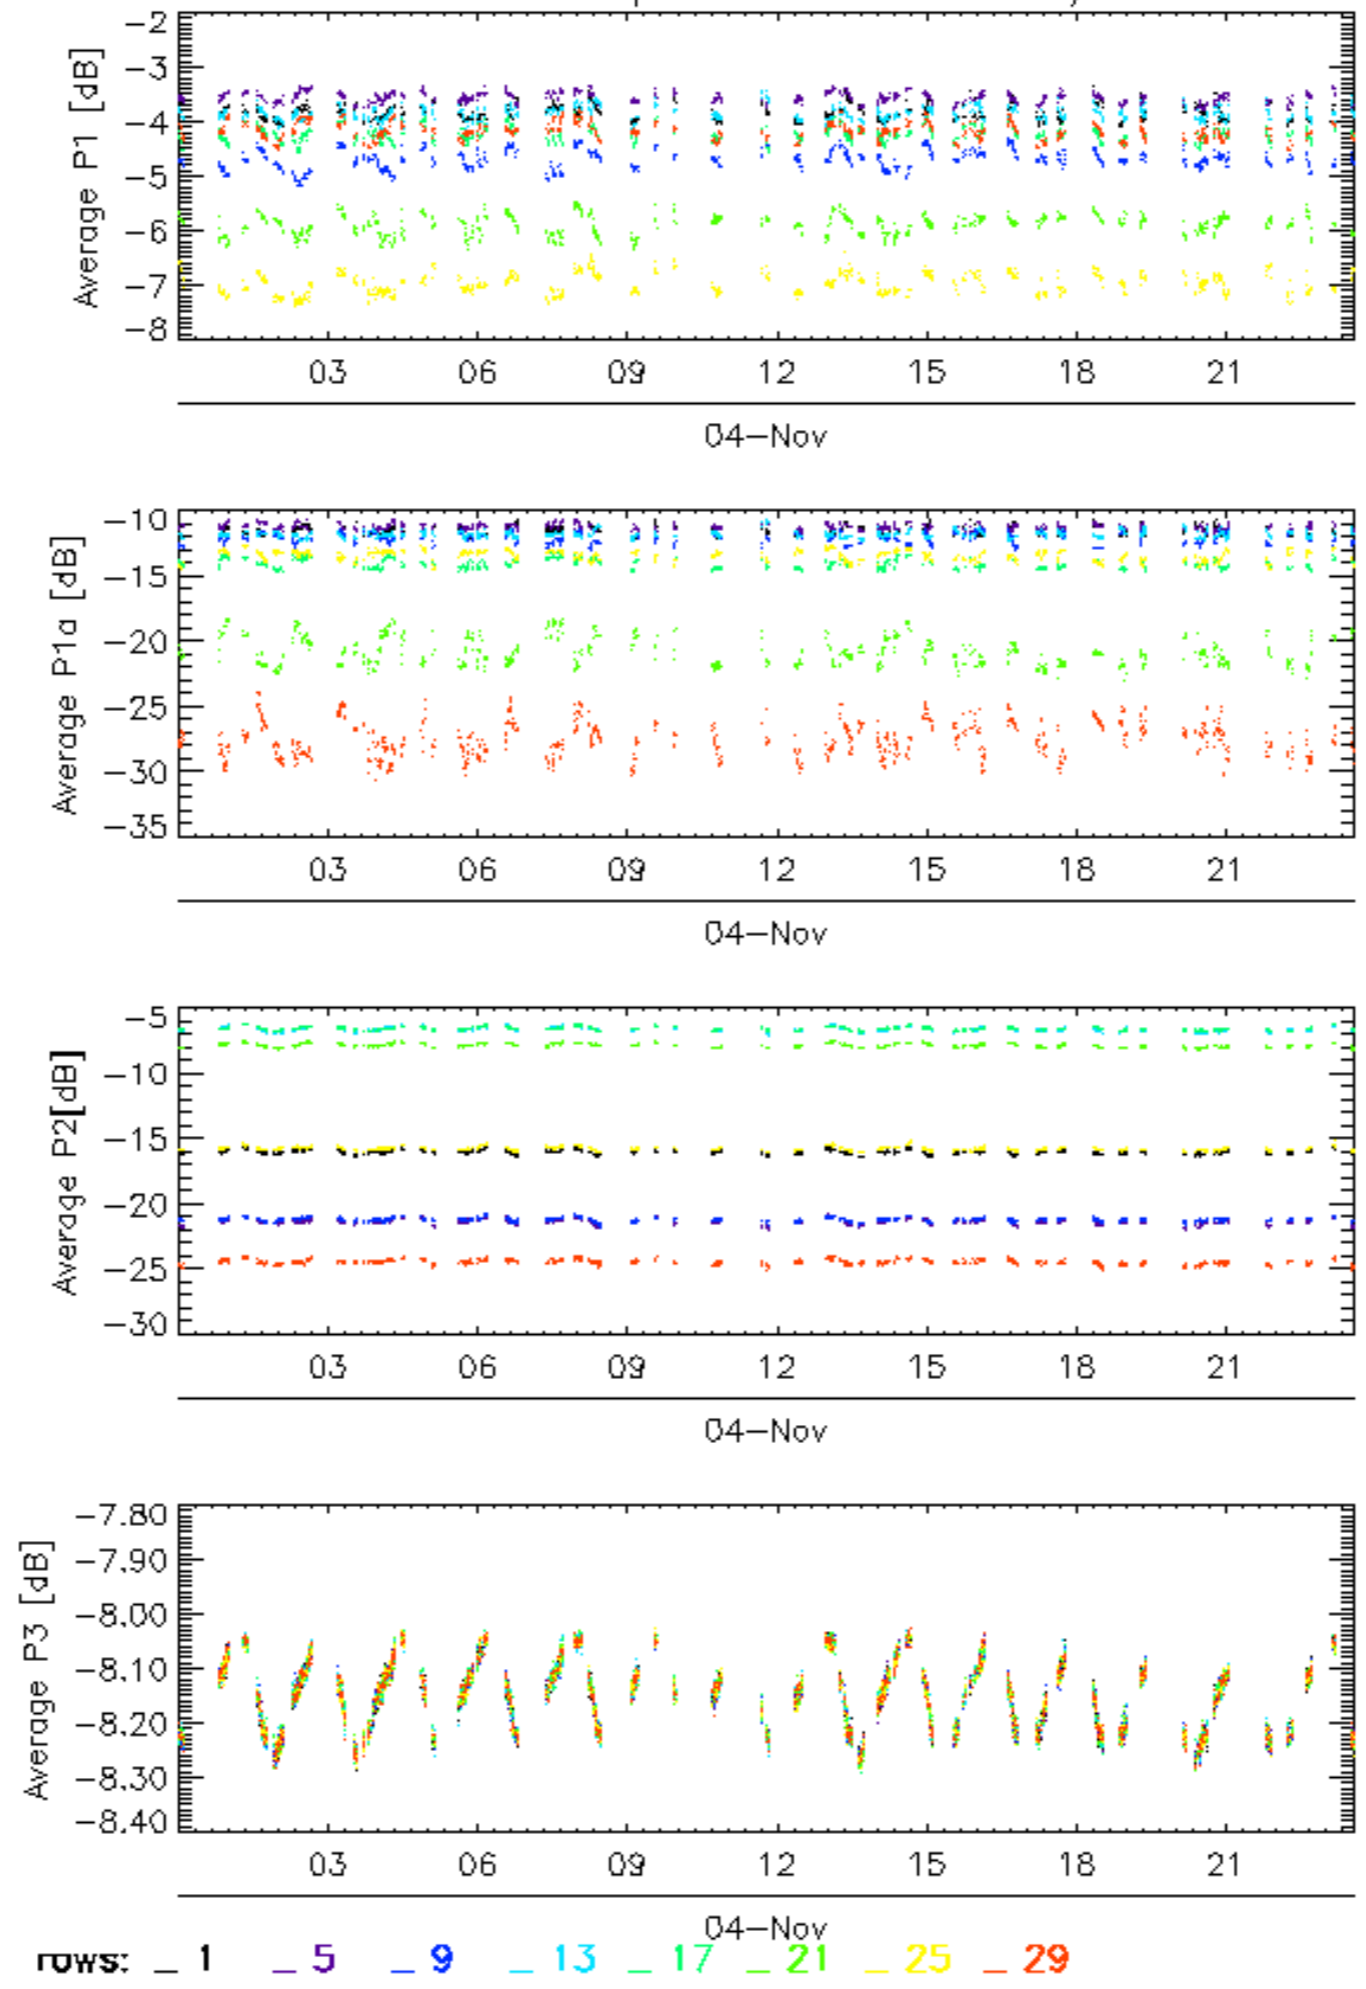 −2
−3
−4
−5
−6
−7
−8
Average P1 [dB]
03 06 09 12 15 18 21
04−Nov
−10
−15
−20
−25
−30
−35
Average P1a [dB]
03 06 09 12 15 18 21
04−Nov
−5
−10
−15
−20
−25
−30
Average P2[dB]
03 06 09 12 15 18 21
04−Nov
−7.80
−7.90
−8.00
−8.10
−8.20
−8.30
−8.40
Average P3 [dB]
03 06 09 12 15 18 21
04−Nov
rows: _ 1 _ 5 _ 9 _ 13 _ 17 _ 21 _ 25 _ 29